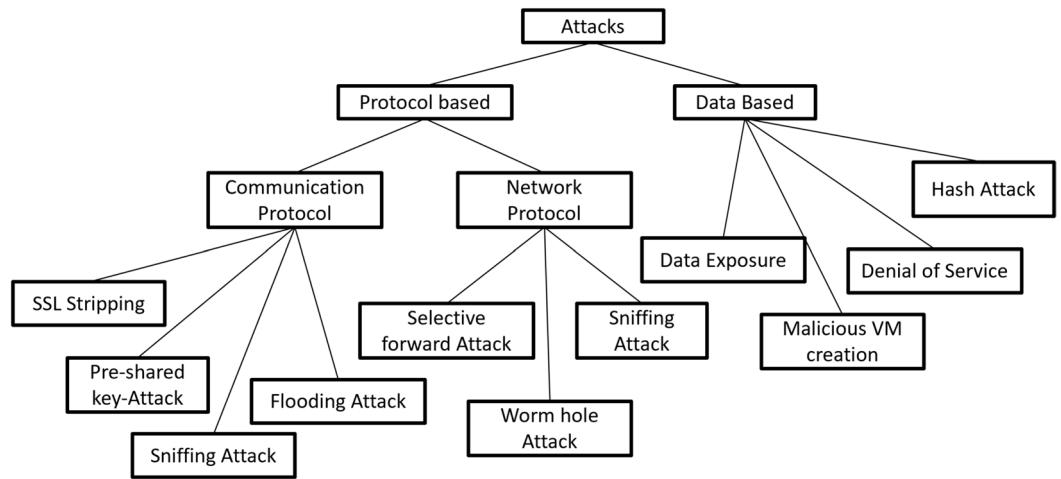 Attacks
Protocol based
Data Based
Communication
Protocol
Network
Protocol
Hash Attack
Data Exposure
Denial of Service
SSL Stripping
Selective
forward Attack
Sniffing
Attack
Malicious VM
creation
Pre-shared
key-Attack
Flooding Attack
Worm hole
Attack
Sniffing Attack